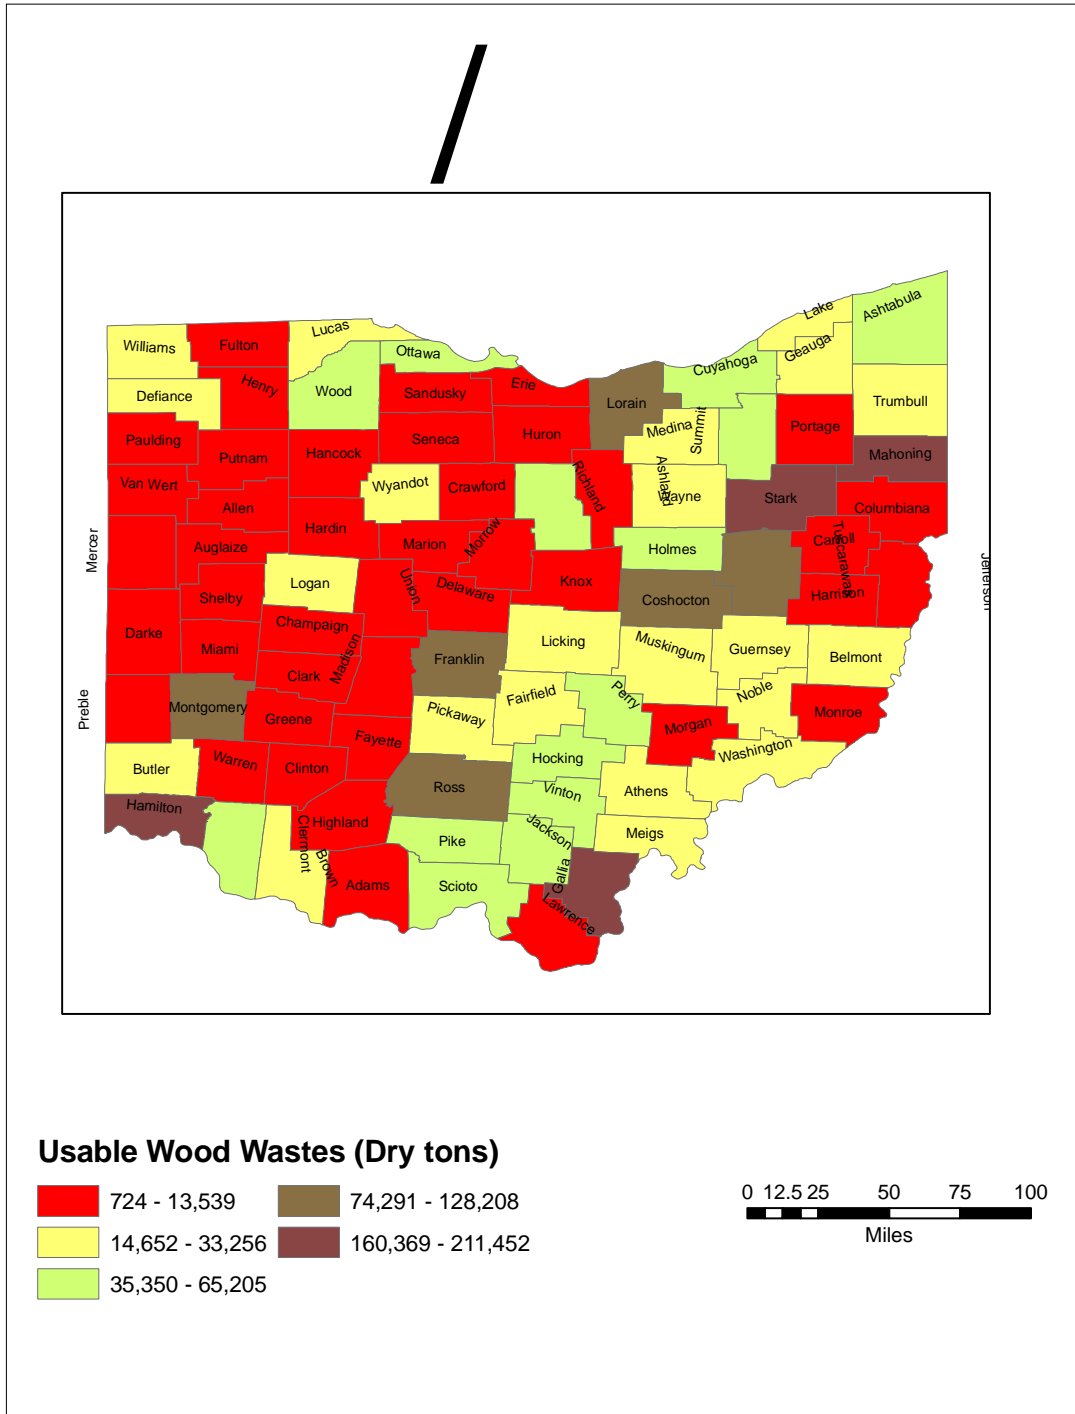 Lake
Ashtabula
Lucas
Williams
Fulton
Ottawa
Geauga
Cuyahoga
Henry
Wood
Sandusky
Erie
Defiance
Lorain
Trumbull
Paulding
Putnam
Hancock
Seneca
Huron
Medina
Summit
Portage
Mahoning
Van Wert
Wyandot
Crawford
Richland
Ashland
Wayne
Stark
Allen
Columbiana
Mercer
Auglaize
Hardin
Marion
Morrow
Holmes
Carroll
Tuscarawas
Jefferson
Logan
Shelby
Union
Delaware
Knox
Coshocton
Harrison
Darke
Miami
Champaign
Madison
Licking
Muskingum
Guernsey
Belmont
Clark
Franklin
Preble
Montgomery
Greene
Fairfield
Perry
Noble
Monroe
Pickaway
Morgan
Fayette
Washington
Butler
Warren
Clinton
Hocking
Hamilton
Ross
Vinton
Athens
Highland
Clermont
Brown
Pike
Jackson
Meigs
Adams
Scioto
Gallia
Lawrence
Usable Wood Wastes (Dry tons)
724 - 13,539
74,291 - 128,208
14,652 - 33,256
160,369 - 211,452
35,350 - 65,205
0 12.5 25 50 75 100
Miles